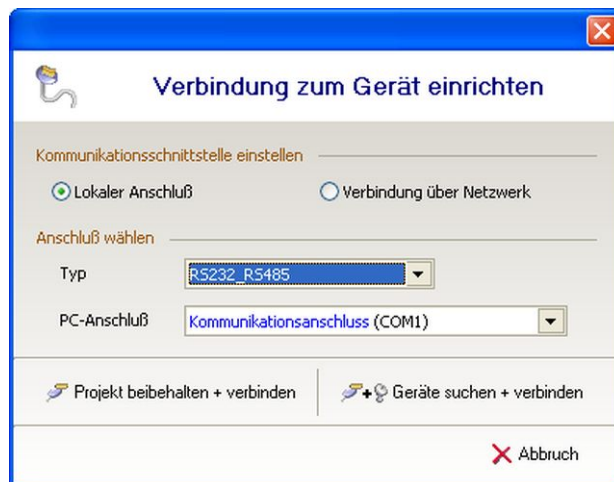 Verbindung zum Gerät einrichten
Kommunikationsschnittstelle einstellen
Lokaler Anschluß
Verbindung über Netzwerk
Anschluß wählen
Typ
RS232_RS485
PC-Anschluß
Kommunikationsanschluss (COM1)
Projekt beibehalten + verbinden
Geräte suchen + verbinden
Abbruch